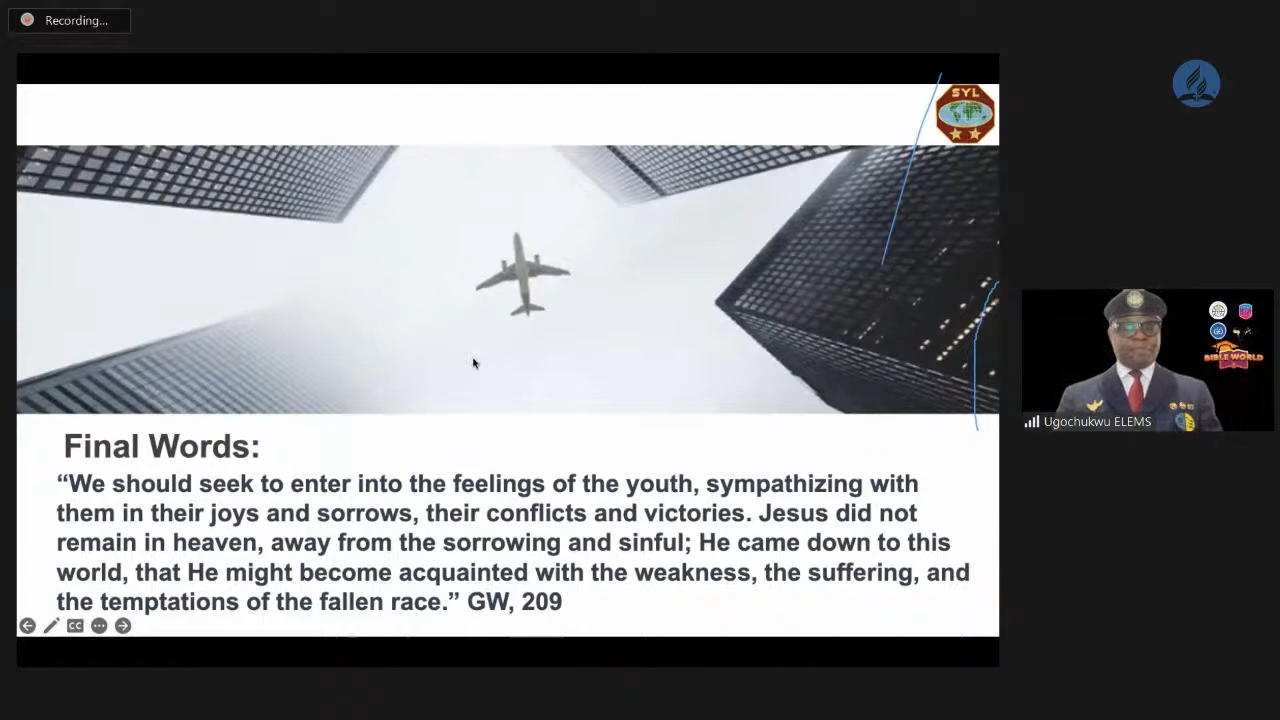 Recording...
SYL
BIBLE WORLD
Ugochukwu ELEMS
Final Words:
“We should seek to enter into the feelings of the youth, sympathizing with
them in their joys and sorrows, their conflicts and victories. Jesus did not
remain in heaven, away from the sorrowing and sinful; He came down to this
world, that He might become acquainted with the weakness, the suffering, and
the temptations of the fallen race.” GW, 209
CC